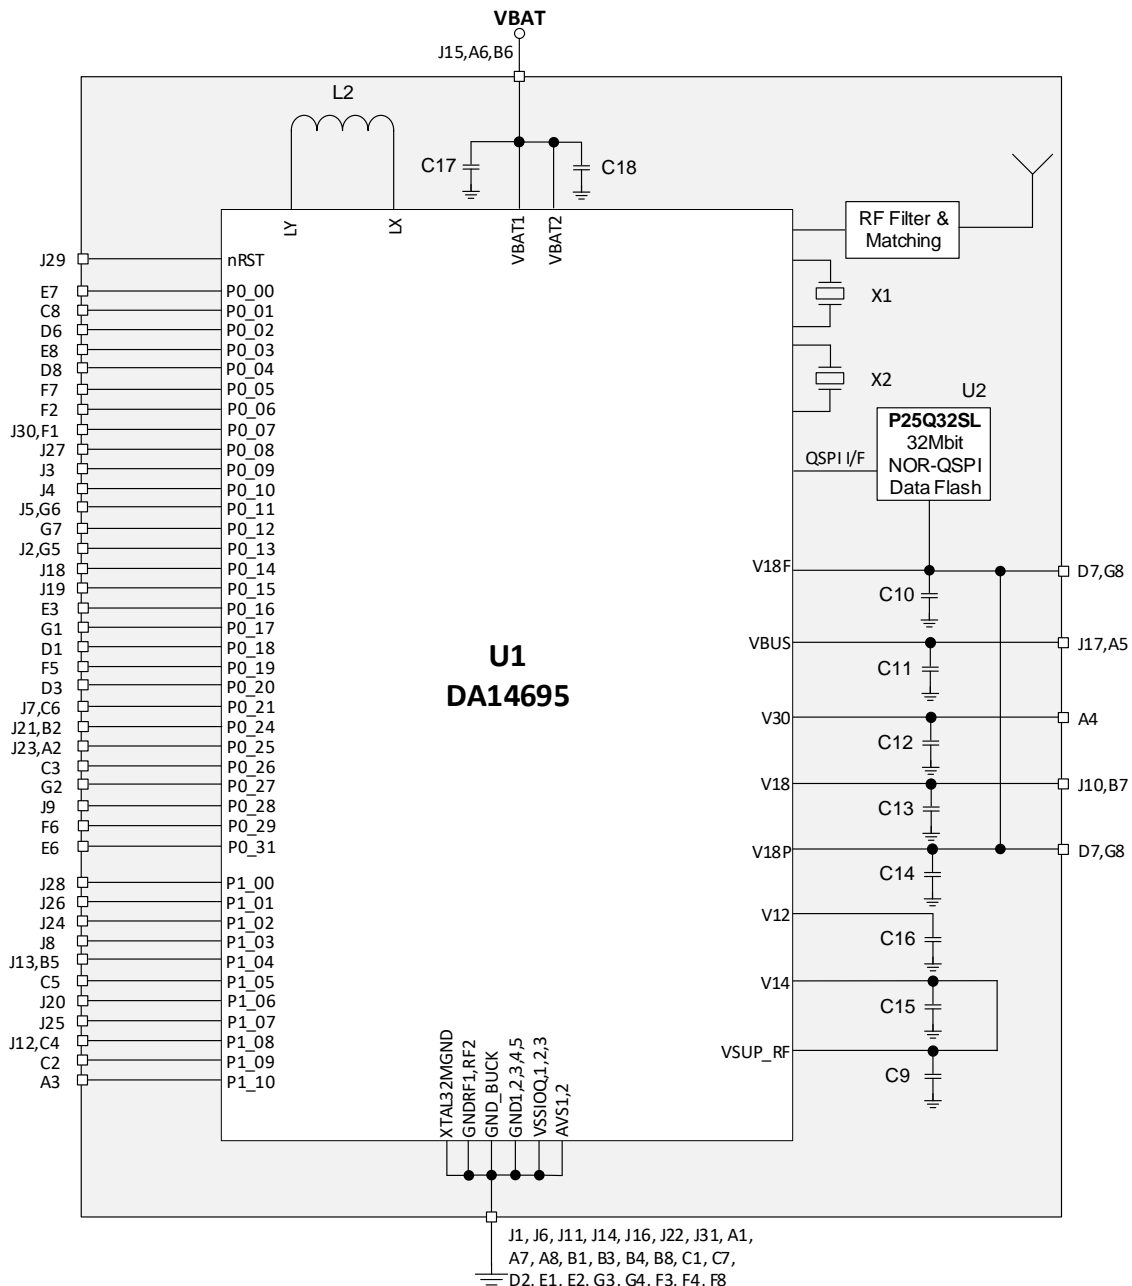 VBAT
J15,A6,B6
L2
C17
C18
LY
LX
VBAT1
VBAT2
RF Filter &
Matching
X1
X2
U2
P25Q32SL
32Mbit
NOR-QSPI
Data Flash
QSPI I/F
J29 nRST
E7 P0_00
C8 P0_01
D6 P0_02
E8 P0_03
D8 P0_04
F7 P0_05
F2 P0_06
J30,F1 P0_07
J27 P0_08
J3 P0_09
J4 P0_10
J5,G6 P0_11
G7 P0_12
J2,G5 P0_13
J18 P0_14
J19 P0_15
E3 P0_16
G1 P0_17
D1 P0_18
F5 P0_19
D3 P0_20
J7,C6 P0_21
J21,B2 P0_24
J23,A2 P0_25
C3 P0_26
G2 P0_27
J9 P0_28
F6 P0_29
E6 P0_31
J28 P1_00
J26 P1_01
J24 P1_02
J8 P1_03
J13,B5 P1_04
C5 P1_05
J20 P1_06
J25 P1_07
J12,C4 P1_08
C2 P1_09
A3 P1_10
U1
DA14695
V18F D7,G8
C10
VBUS J17,A5
C11
V30 A4
C12
V18 J10,B7
C13
V18P D7,G8
C14
V12
C16
V14
C15
VSUP_RF
C9
XTAL32MGND
GNDRF1,RF2
GND_BUCK
GND1,2,3,4,5
VSSIOQ,1,2,3
AVS1,2
J1, J6, J11, J14, J16, J22, J31, A1,
A7, A8, B1, B3, B4, B8, C1, C7,
D2, E1, E2, G3, G4, F3, F4, F8